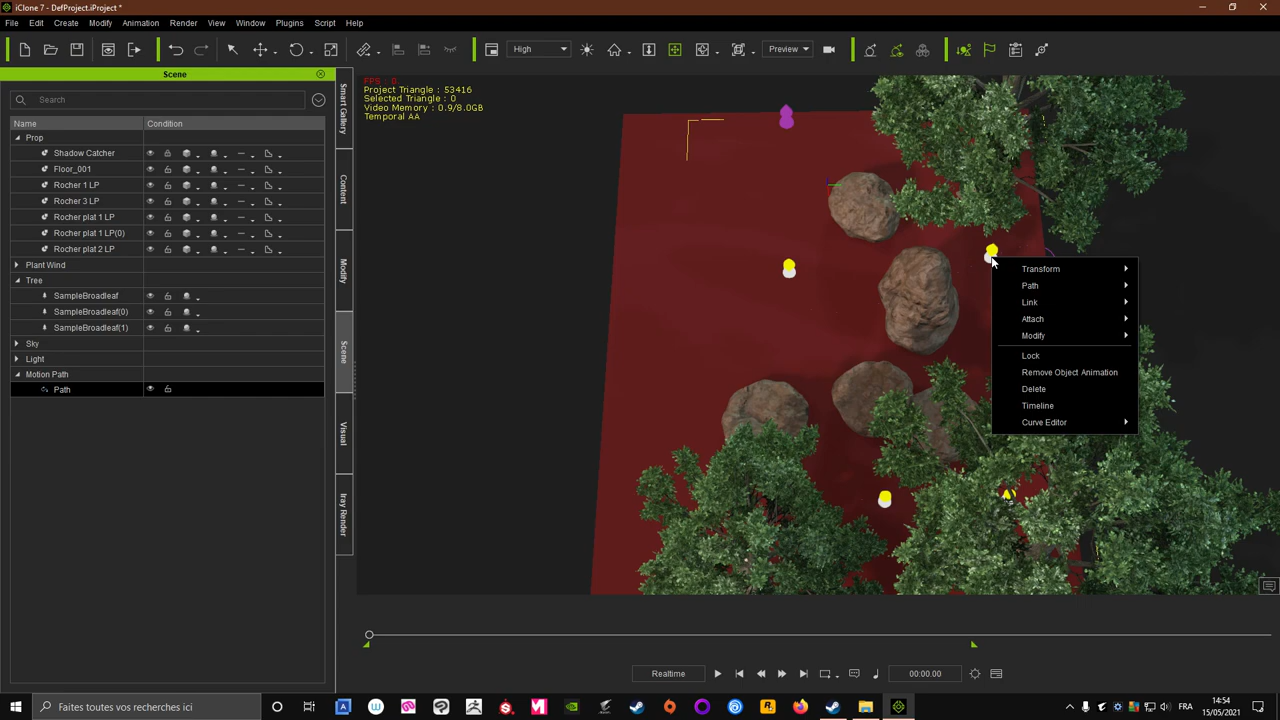 iClone 7 - DefProject.iProject *
File Edit Create Modify Animation Render View Window Plugins Script Help
High
Preview
Scene
Search
Name Condition
Prop
Shadow Catcher
Floor_001
Rocher 1 LP
Rocher 3 LP
Rocher plat 1 LP
Rocher plat 1 LP(0)
Rocher plat 2 LP
Plant Wind
Tree
SampleBroadleaf
SampleBroadleaf(0)
SampleBroadleaf(1)
Sky
Light
Motion Path
Path
Smart Gallery
Content
Modify
Scene
Visual
Iray Render
FPS : 0
Project Triangle : 53416
Selected Triangle : 0
Video Memory : 0.9/8.0GB
Temporal AA
Transform
Path
Link
Attach
Modify
Lock
Remove Object Animation
Delete
Timeline
Curve Editor
Realtime
00:00.00
Faites toutes vos recherches ici
FRA
14:54
15/05/2021